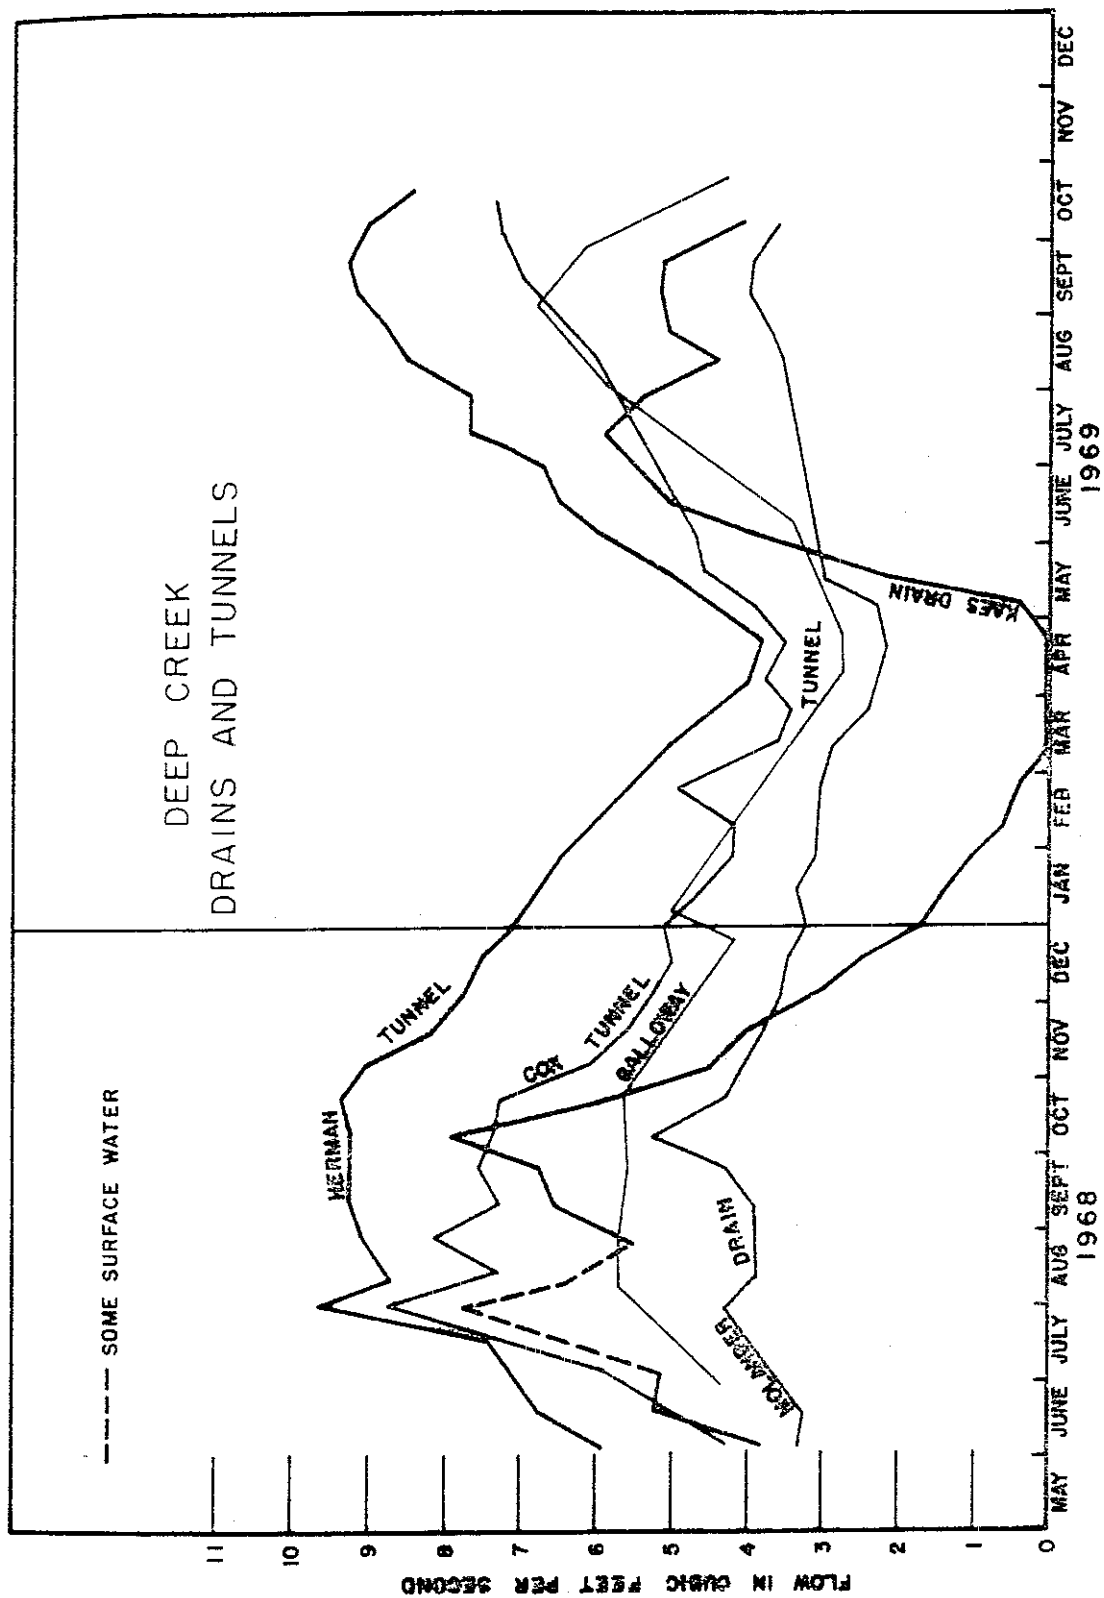 DEEP CREEK
DRAINS AND TUNNELS
---- SOME SURFACE WATER
FLOW IN CUBIC FEET PER SECOND
11
10
9
8
7
6
5
4
3
2
1
0
HERMAN TUNNEL
COX TUNNEL
GALLOWAY TUNNEL
MOLANDER DRAIN
KAES DRAIN
MAY JUNE JULY AUG SEPT OCT NOV DEC JAN FEB MAR APR MAY JUNE JULY AUG SEPT OCT NOV DEC
1968 1969